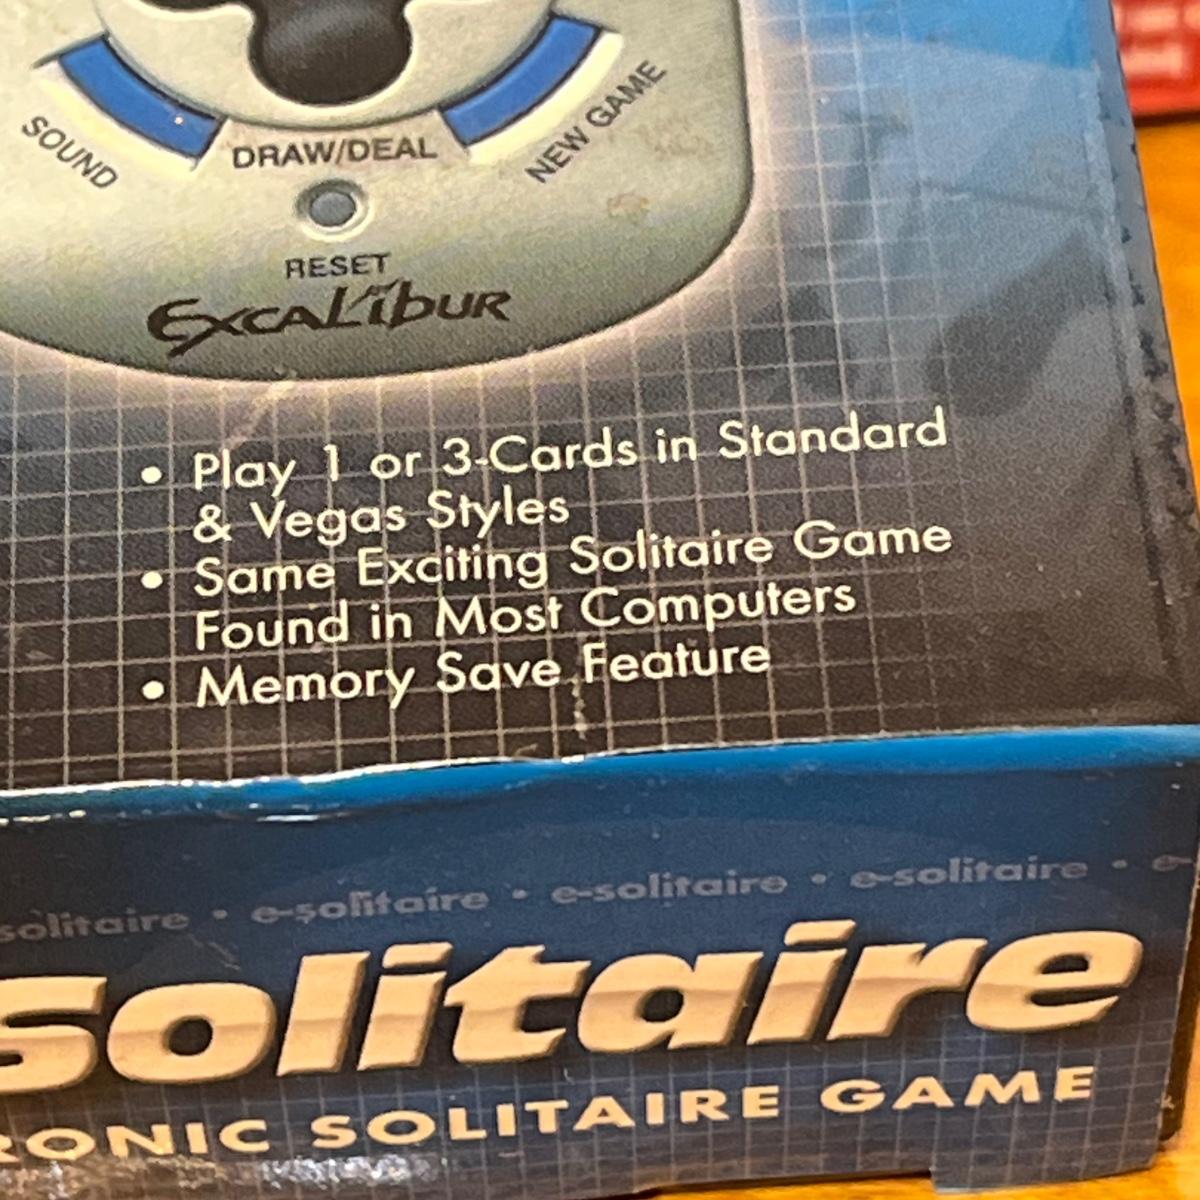 SOUND
DRAW/DEAL
NEW GAME
RESET
EXCALIBUR
• Play 1 or 3-Cards in Standard
& Vegas Styles
• Same Exciting Solitaire Game
Found in Most Computers
• Memory Save Feature
solitaire • e-solitaire • e-solitaire • e-solitaire • e-
solitaire
RONIC SOLITAIRE GAME